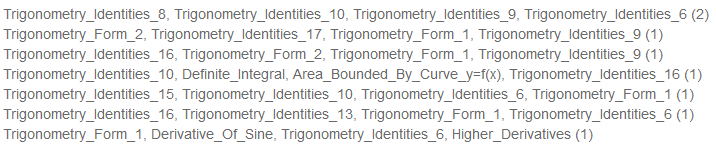 Trigonometry_Identities_8, Trigonometry_Identities_10, Trigonometry_Identities_9, Trigonometry_Identities_6 (2)
Trigonometry_Form_2, Trigonometry_Identities_17, Trigonometry_Form_1, Trigonometry_Identities_9 (1)
Trigonometry_Identities_16, Trigonometry_Form_2, Trigonometry_Form_1, Trigonometry_Identities_9 (1)
Trigonometry_Identities_10, Definite_Integral, Area_Bounded_By_Curve_y=f(x), Trigonometry_Identities_16 (1)
Trigonometry_Identities_15, Trigonometry_Identities_10, Trigonometry_Identities_6, Trigonometry_Form_1 (1)
Trigonometry_Identities_16, Trigonometry_Identities_13, Trigonometry_Form_1, Trigonometry_Identities_6 (1)
Trigonometry_Form_1, Derivative_Of_Sine, Trigonometry_Identities_6, Higher_Derivatives (1)